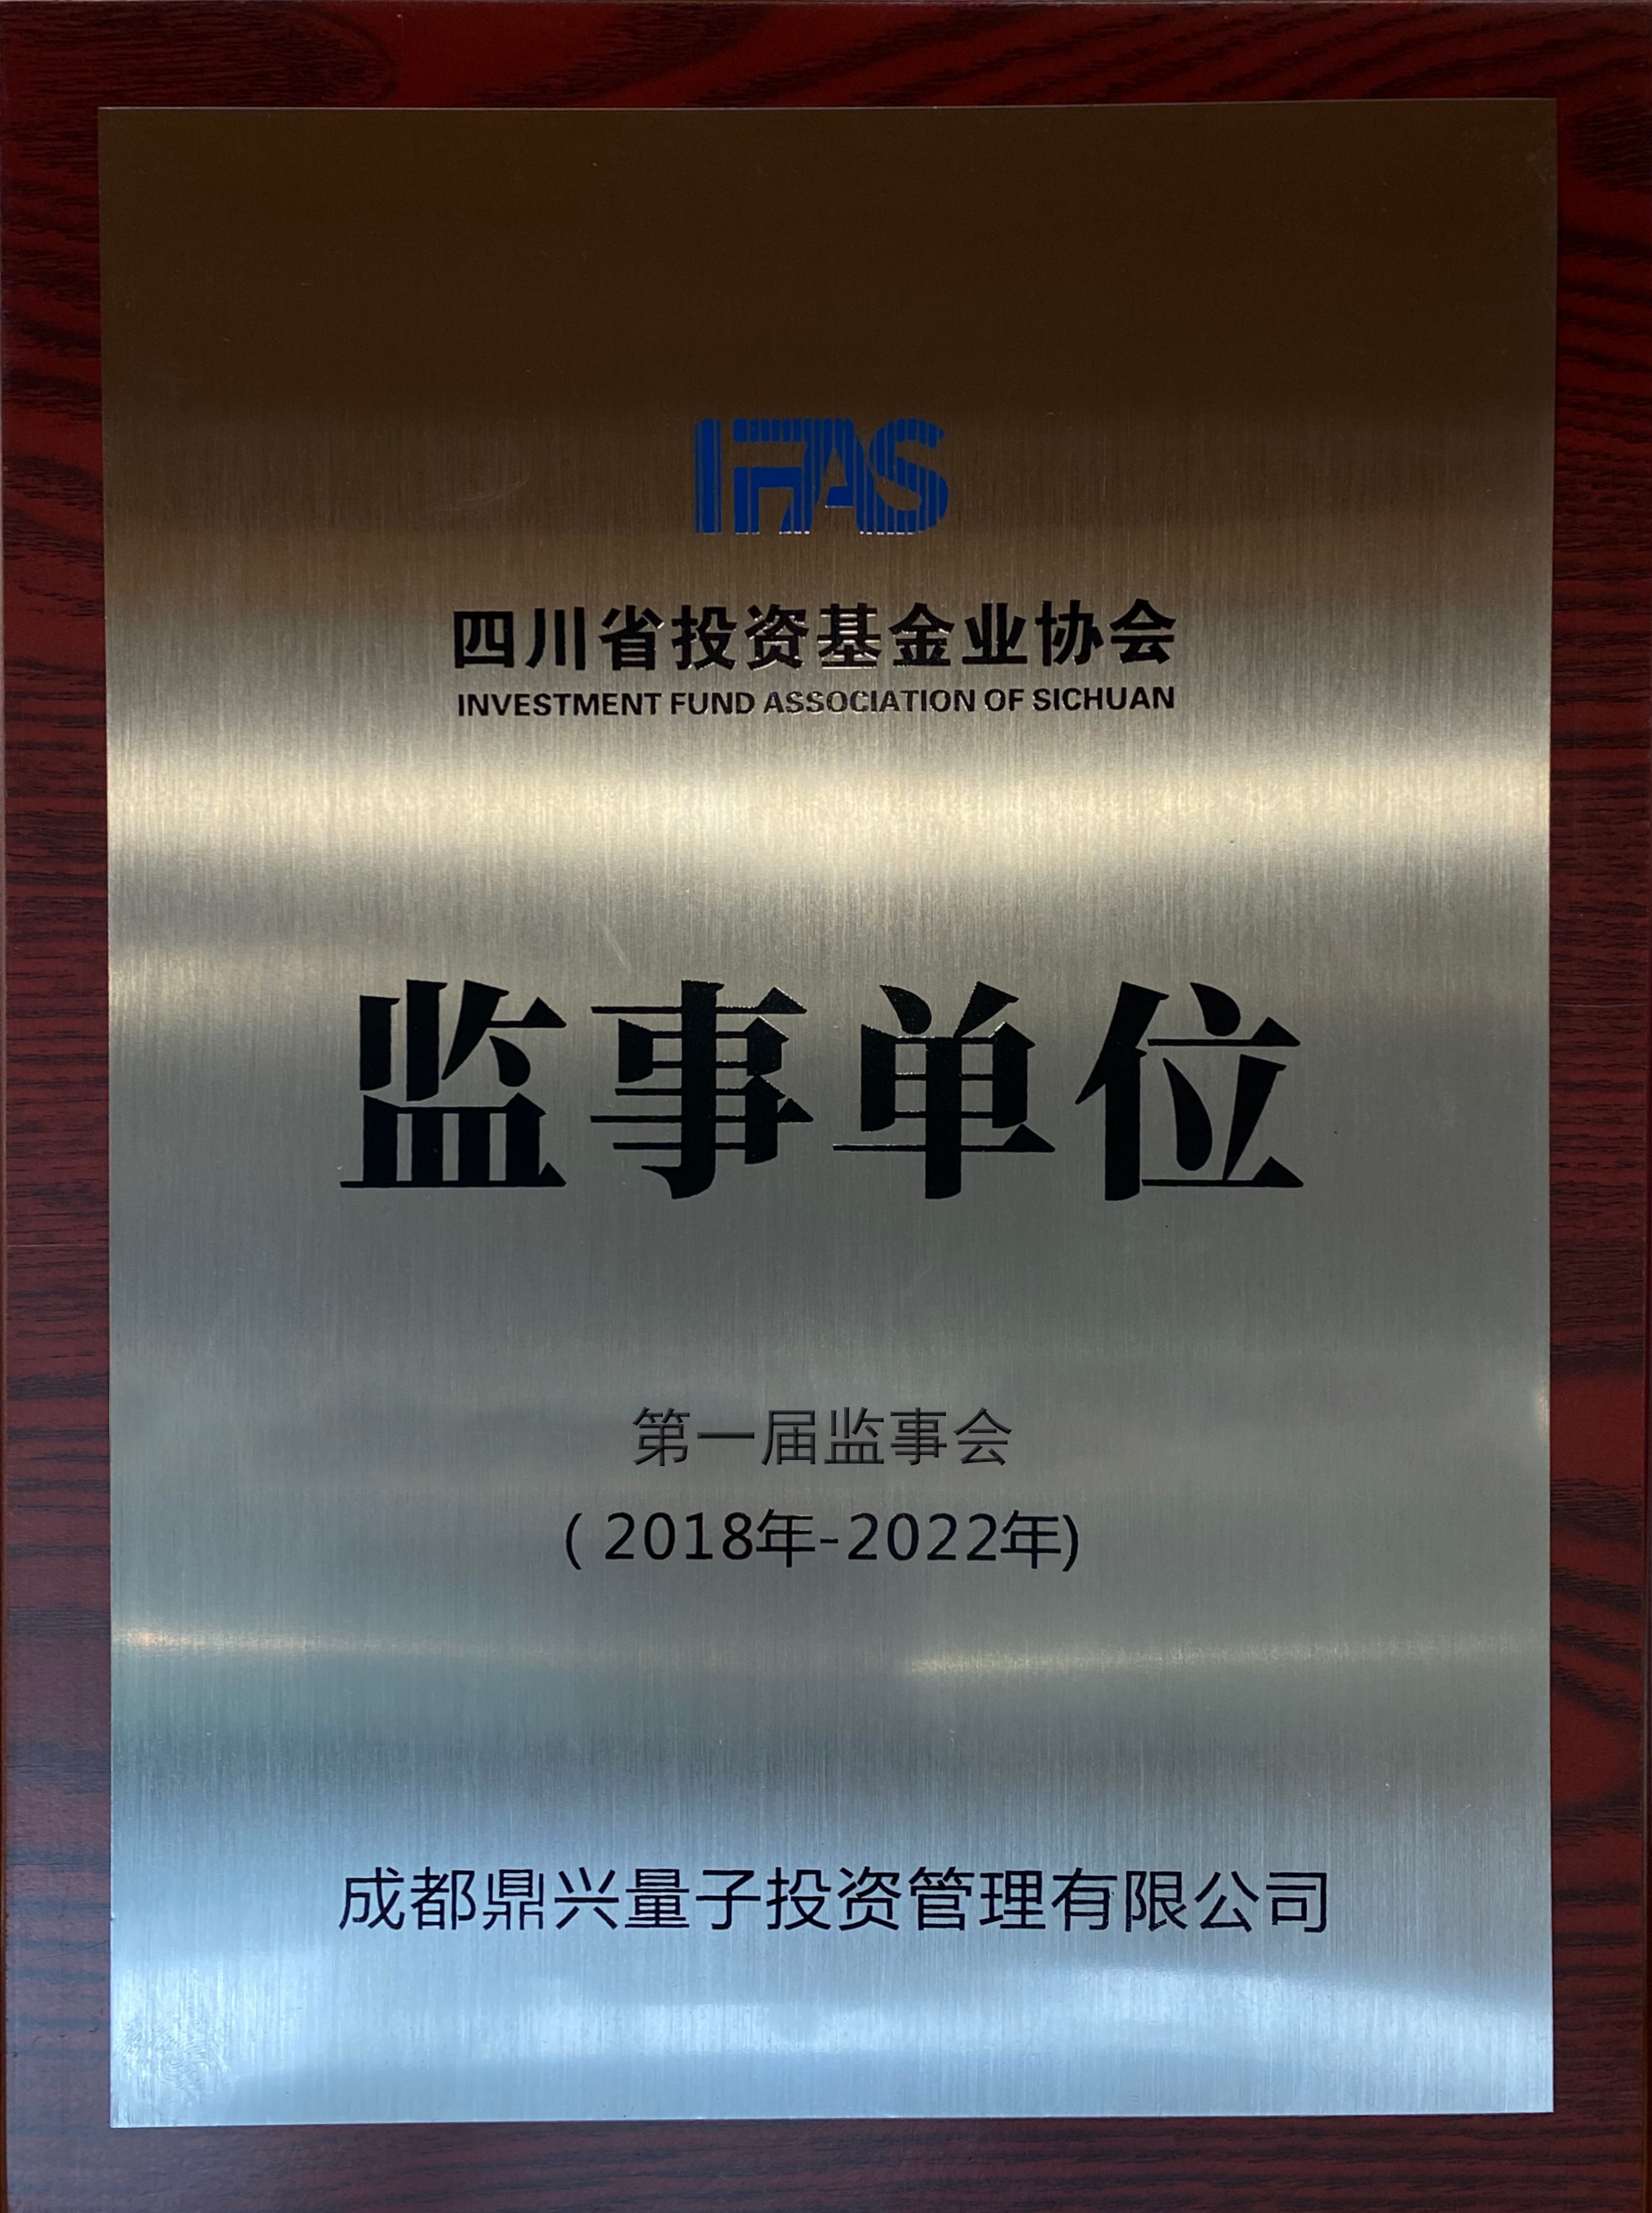 IFAS
四川省投资基金业协会
INVESTMENT FUND ASSOCIATION OF SICHUAN
监事单位
第一届监事会
( 2018年-2022年)
成都鼎兴量子投资管理有限公司